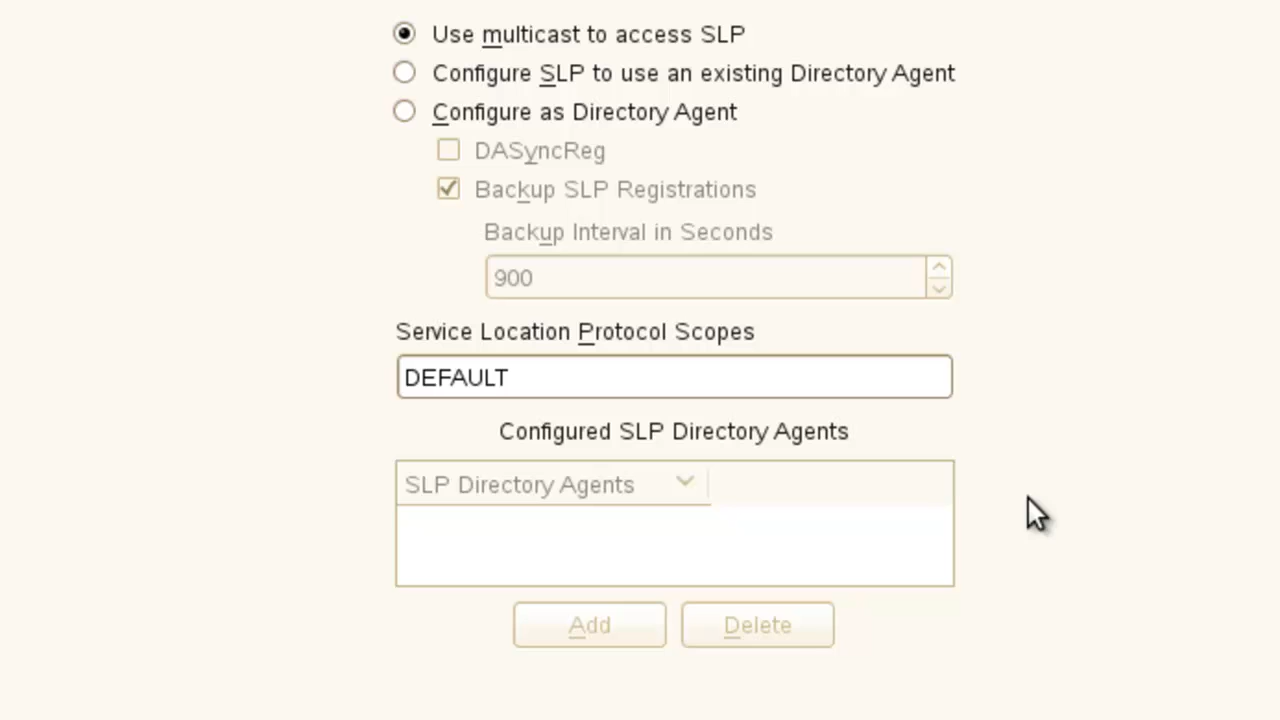 Use multicast to access SLP
Configure SLP to use an existing Directory Agent
Configure as Directory Agent
DASyncReg
Backup SLP Registrations
Backup Interval in Seconds
900
Service Location Protocol Scopes
DEFAULT
Configured SLP Directory Agents
SLP Directory Agents
Add Delete